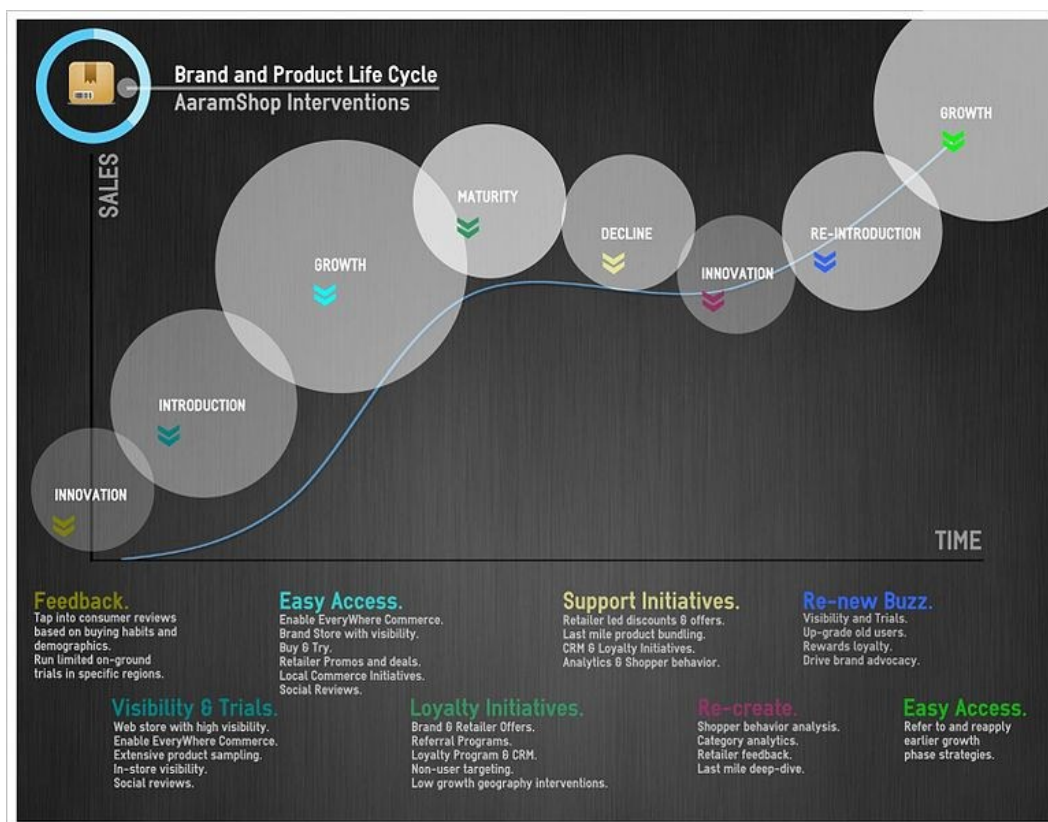 Brand and Product Life Cycle
AaramShop Interventions
SALES
GROWTH
MATURITY
DECLINE
RE-INTRODUCTION
GROWTH
INNOVATION
INTRODUCTION
INNOVATION
TIME
Feedback.
Tap into consumer reviews
based on buying habits and
demographics.
Run limited on-ground
trials in specific regions.
Easy Access.
Enable EveryWhere Commerce.
Brand Store with visibility.
Buy & Try.
Retailer Promos and deals.
Local Commerce Initiatives.
Social Reviews.
Support Initiatives.
Retailer led discounts & offers.
Last mile product bundling.
CRM & Loyalty Initiatives.
Analytics & Shopper behavior.
Re-new Buzz.
Visibility and Trials.
Up-grade old users.
Rewards loyalty.
Drive brand advocacy.
Visibility & Trials.
Web store with high visibility.
Enable EveryWhere Commerce.
Extensive product sampling.
In-store visibility.
Social reviews.
Loyalty Initiatives.
Brand & Retailer Offers.
Referral Programs.
Loyalty Program & CRM.
Non-user targeting.
Low growth geography interventions.
Re-create.
Shopper behavior analysis.
Category analytics.
Retailer feedback.
Last mile deep-dive.
Easy Access.
Refer to and reapply
earlier growth
phase strategies.